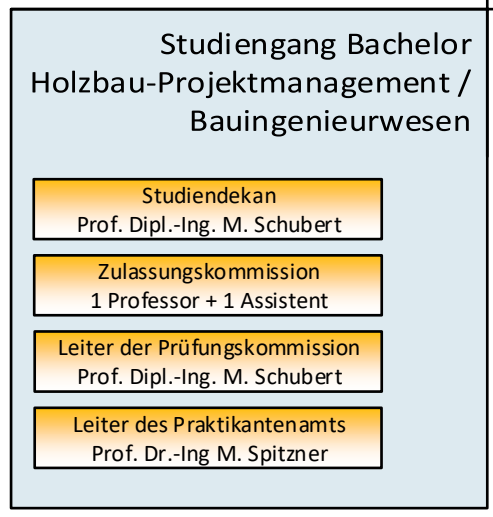 Studiengang Bachelor
Holzbau-Projektmanagement /
Bauingenieurwesen
Studiendekan
Prof. Dipl.-Ing. M. Schubert
Zulassungskommission
1 Professor + 1 Assistent
Leiter der Prüfungskommission
Prof. Dipl.-Ing. M. Schubert
Leiter des Praktikantenamts
Prof. Dr.-Ing M. Spitzner